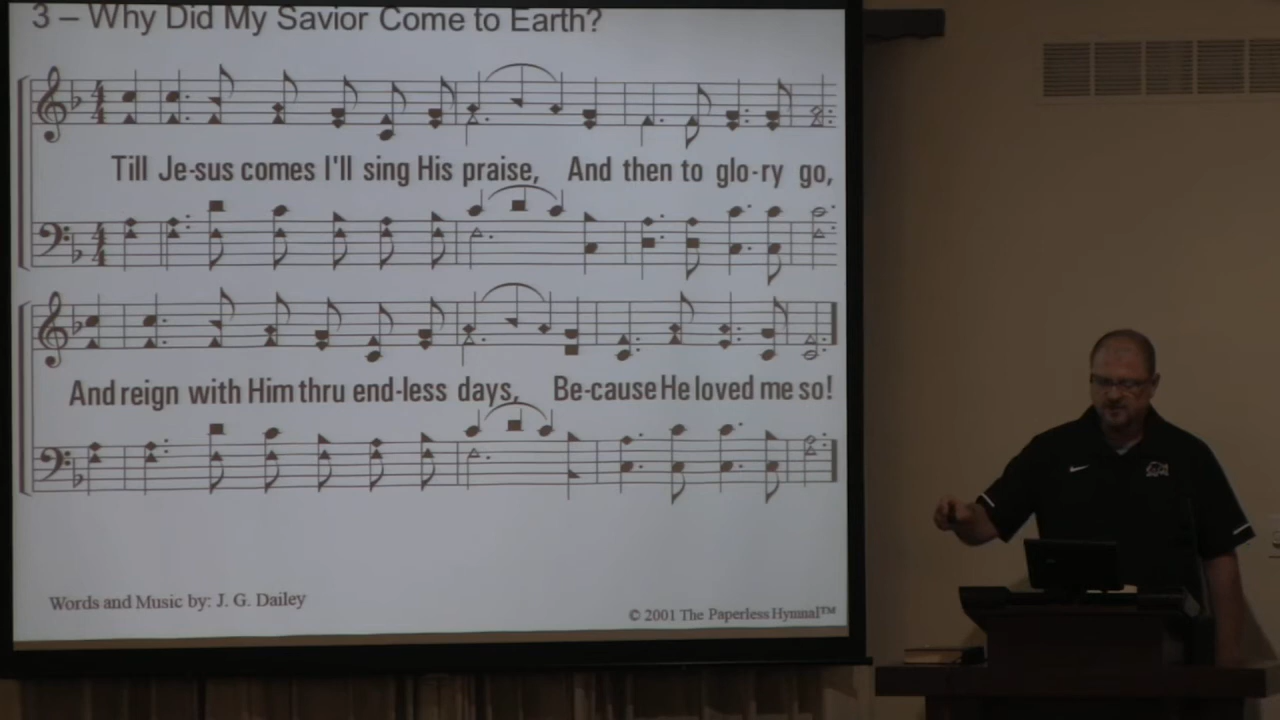 3 – Why Did My Savior Come to Earth?
Till Je-sus comes I'll sing His praise, And then to glo-ry go,
And reign with Him thru end-less days, Be-cause He loved me so!
Words and Music by: J. G. Dailey
© 2001 The Paperless Hymnal™